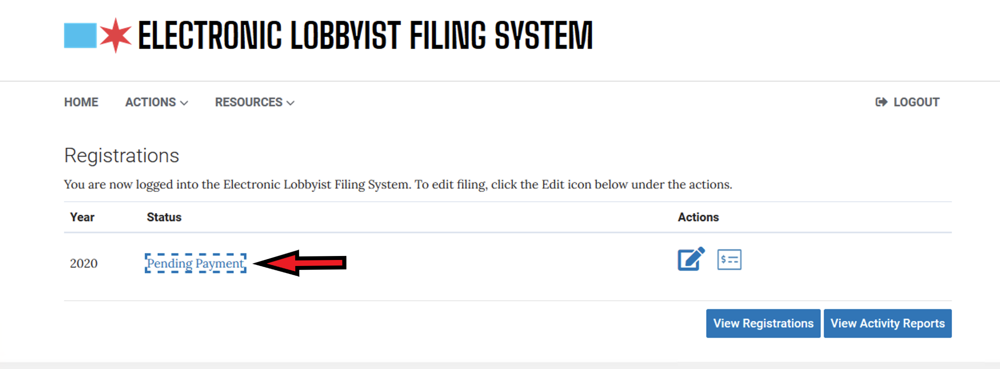 ELECTRONIC LOBBYIST FILING SYSTEM
HOME ACTIONS RESOURCES LOGOUT
Registrations
You are now logged into the Electronic Lobbyist Filing System. To edit filing, click the Edit icon below under the actions.
Year Status Actions
2020 Pending Payment $
View Registrations View Activity Reports